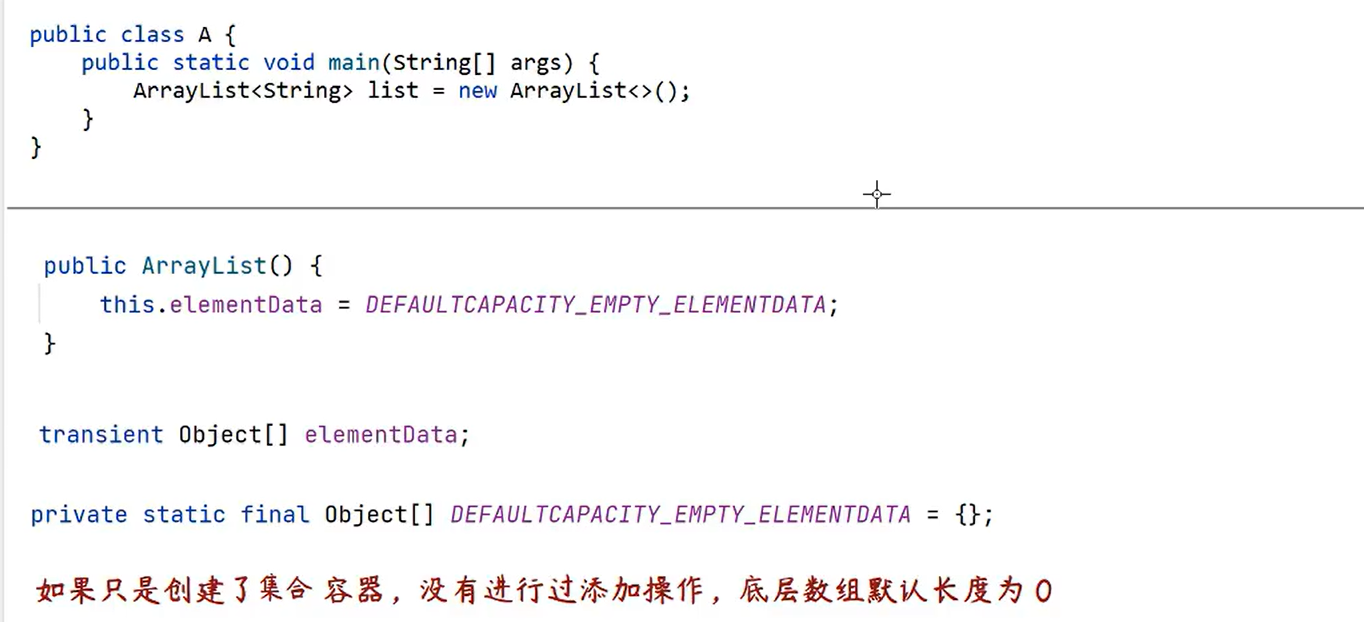 public class A {
    public static void main(String[] args) {
        ArrayList<String> list = new ArrayList<>();
    }
}
public ArrayList() {
    this.elementData = DEFAULTCAPACITY_EMPTY_ELEMENTDATA;
}
transient Object[] elementData;
private static final Object[] DEFAULTCAPACITY_EMPTY_ELEMENTDATA = {};
如果只是创建了集合 容器，没有进行过添加操作，底层数组默认长度为 0